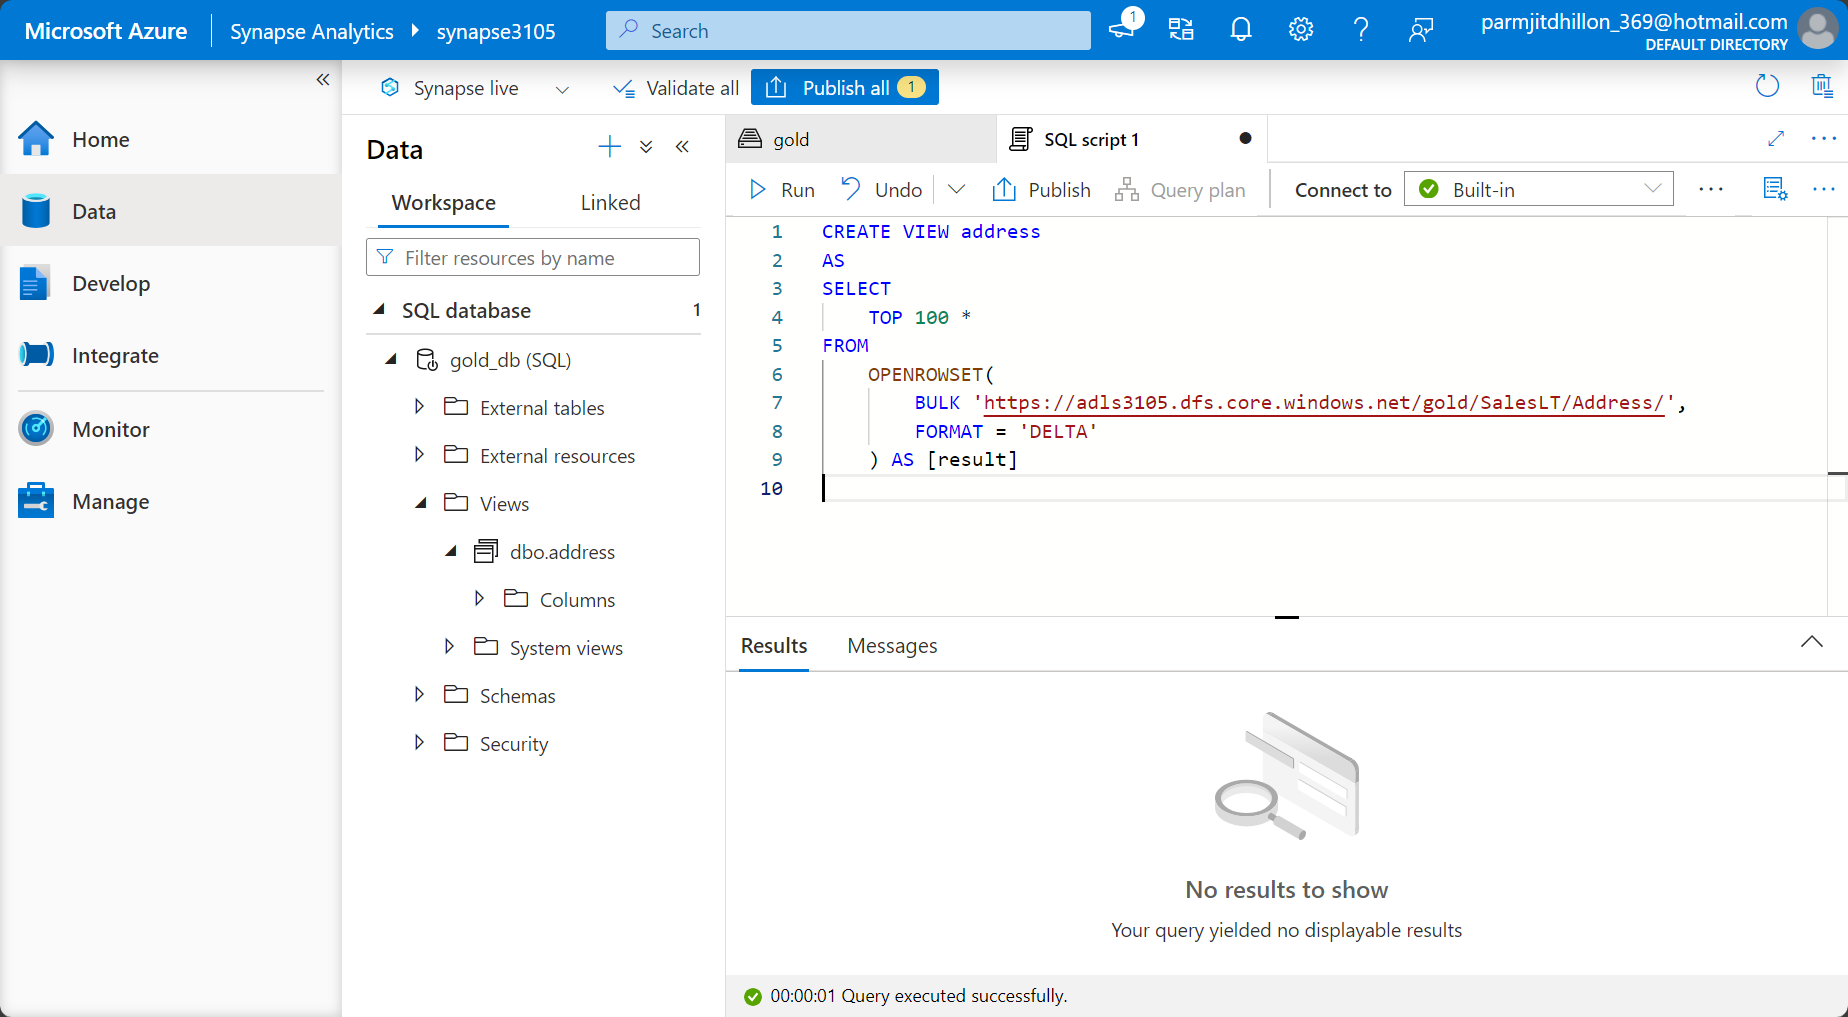 Microsoft Azure
Synapse Analytics
synapse3105
Search
1
parmjitdhillon_369@hotmail.com
DEFAULT DIRECTORY
Home
Data
Develop
Integrate
Monitor
Manage
Synapse live
Validate all
Publish all 1
Data
Workspace
Linked
Filter resources by name
SQL database 1
gold_db (SQL)
External tables
External resources
Views
dbo.address
Columns
System views
Schemas
Security
gold
SQL script 1
Run
Undo
Publish
Query plan
Connect to
Built-in
1 CREATE VIEW address
2 AS
3 SELECT
4 TOP 100 *
5 FROM
6 OPENROWSET(
7 BULK 'https://adls3105.dfs.core.windows.net/gold/SalesLT/Address/',
8 FORMAT = 'DELTA'
9 ) AS [result]
10
Results
Messages
No results to show
Your query yielded no displayable results
00:00:01 Query executed successfully.